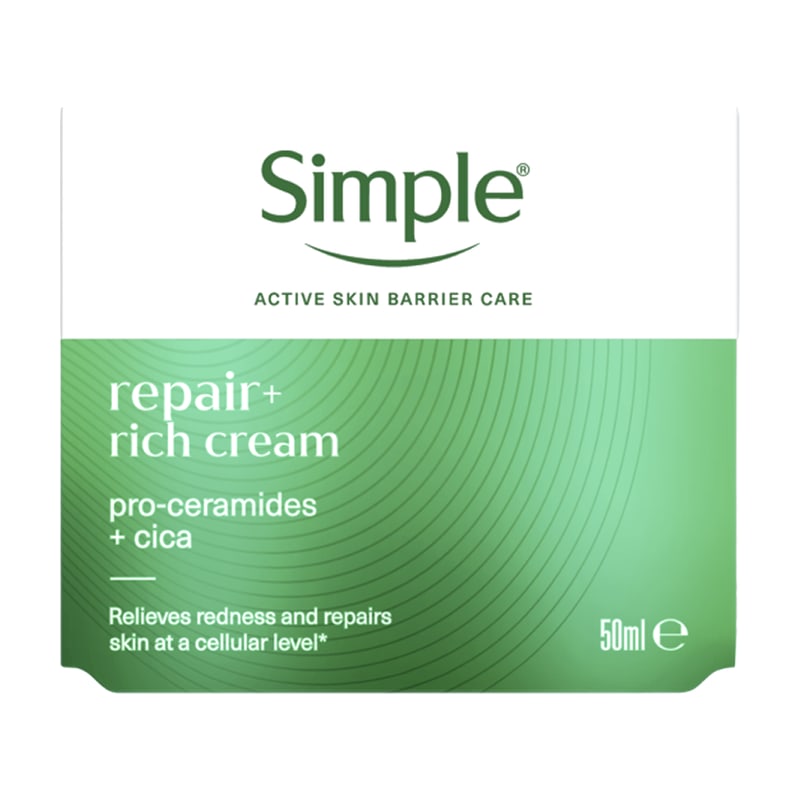 Simple®
ACTIVE SKIN BARRIER CARE
repair+
rich cream
pro-ceramides
+ cica
Relieves redness and repairs
skin at a cellular level*
50ml ℮